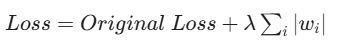 Loss = Original Loss + λ∑ᵢ |wᵢ|